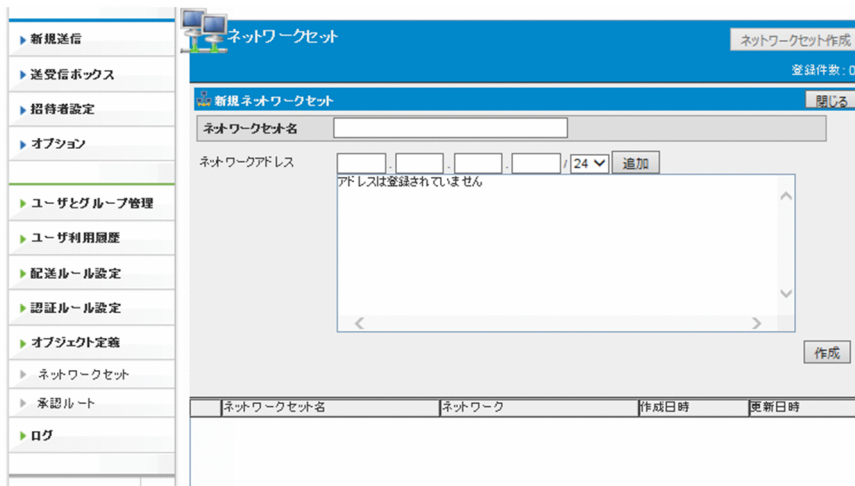 新規送信
送受信ボックス
招待者設定
オプション
ユーザとグループ管理
ユーザ利用履歴
配送ルール設定
認証ルール設定
オブジェクト定義
ネットワークセット
承認ルート
ログ
ネットワークセット
ネットワークセット作成
登録件数:0
新規ネットワークセット
閉じる
ネットワークセット名
ネットワークアドレス
. . . / 24 追加
アドレスは登録されていません
作成
ネットワークセット名 ネットワーク 作成日時 更新日時